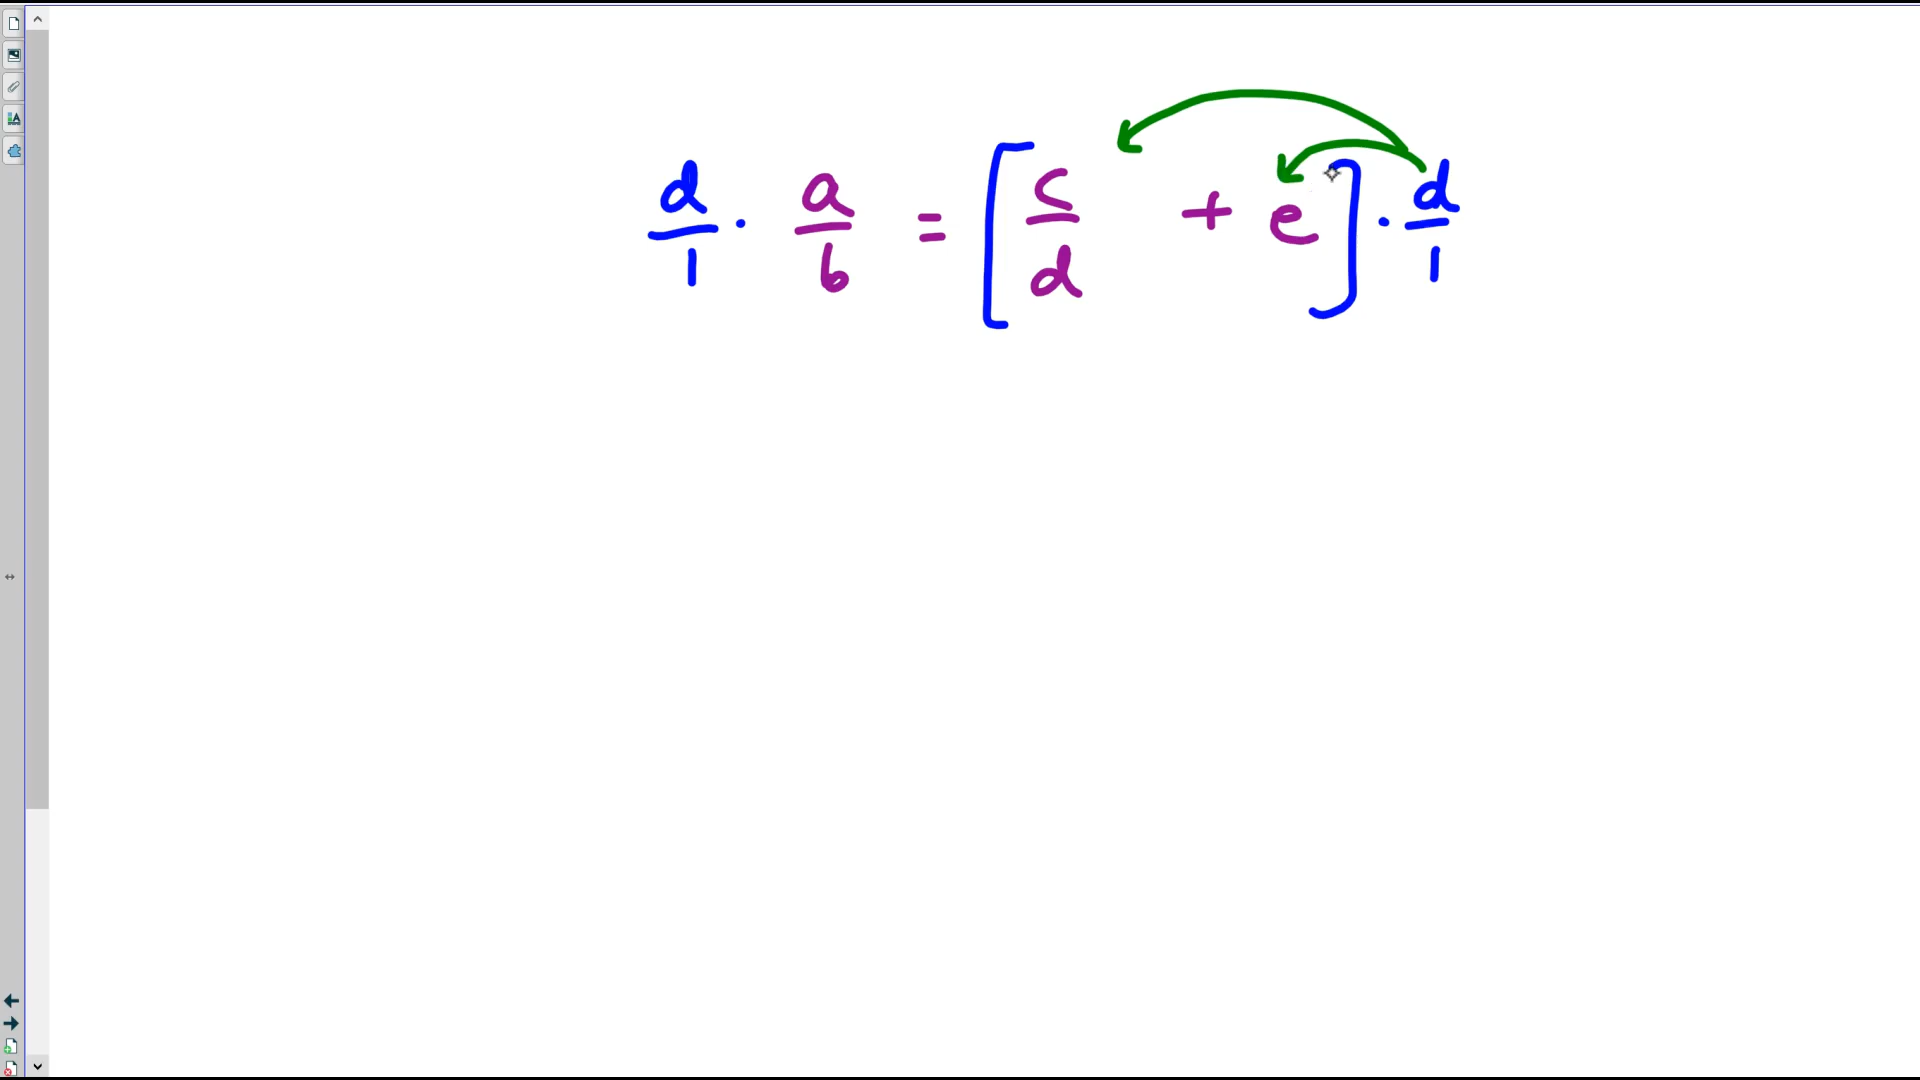 d/1 · a/b = [c/d + e] · d/1